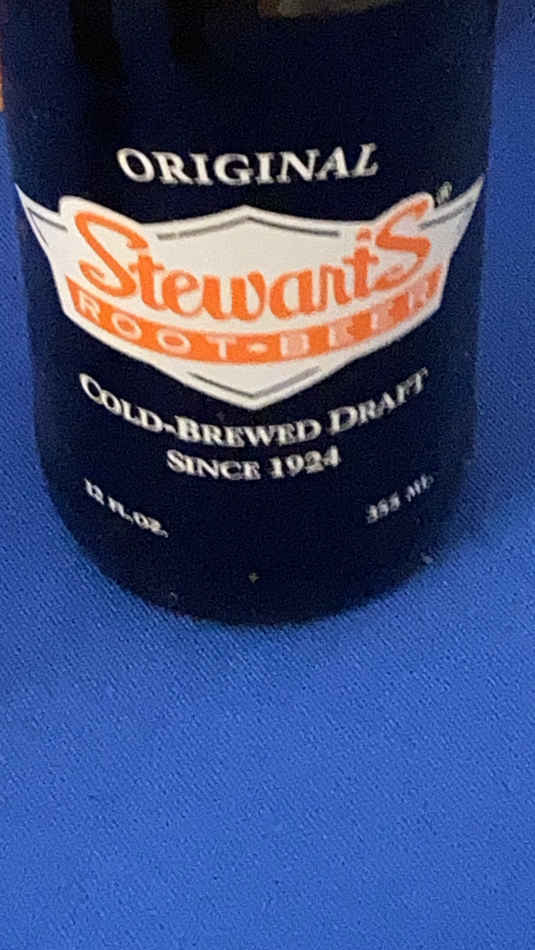 ORIGINAL
Stewart's®
ROOT-BEER
COLD-BREWED DRAFT
SINCE 1924
12 FL.OZ. 355 ML